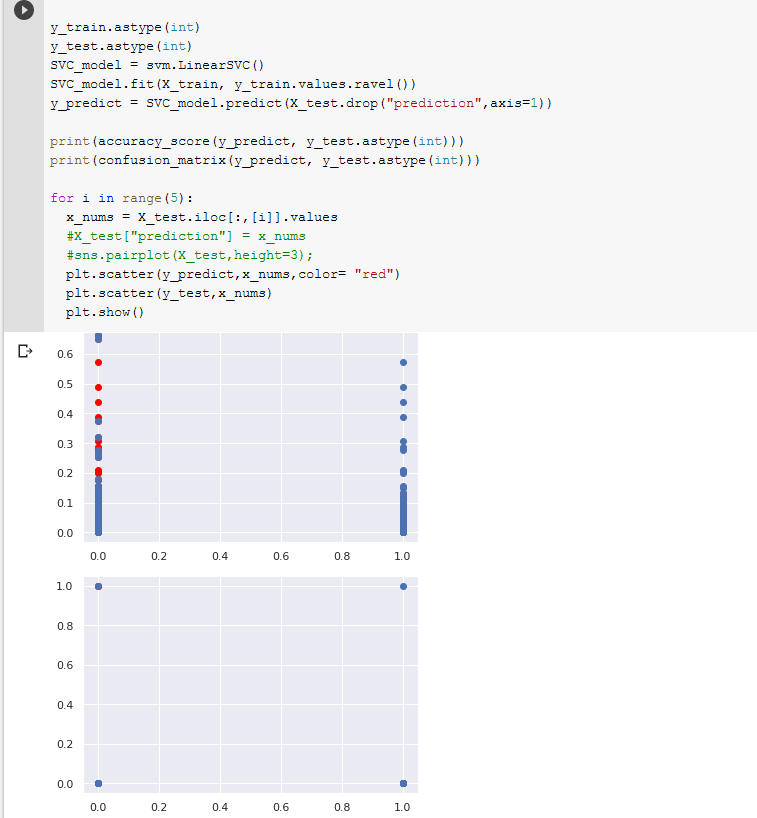 y_train.astype(int)
y_test.astype(int)
SVC_model = svm.LinearSVC()
SVC_model.fit(X_train, y_train.values.ravel())
y_predict = SVC_model.predict(X_test.drop("prediction",axis=1))
print(accuracy_score(y_predict, y_test.astype(int)))
print(confusion_matrix(y_predict, y_test.astype(int)))
for i in range(5):
  x_nums = X_test.iloc[:,[i]].values
  #X_test["prediction"] = x_nums
  #sns.pairplot(X_test,height=3);
  plt.scatter(y_predict,x_nums,color= "red")
  plt.scatter(y_test,x_nums)
  plt.show()
0.6
0.5
0.4
0.3
0.2
0.1
0.0
0.0 0.2 0.4 0.6 0.8 1.0
1.0
0.8
0.6
0.4
0.2
0.0
0.0 0.2 0.4 0.6 0.8 1.0